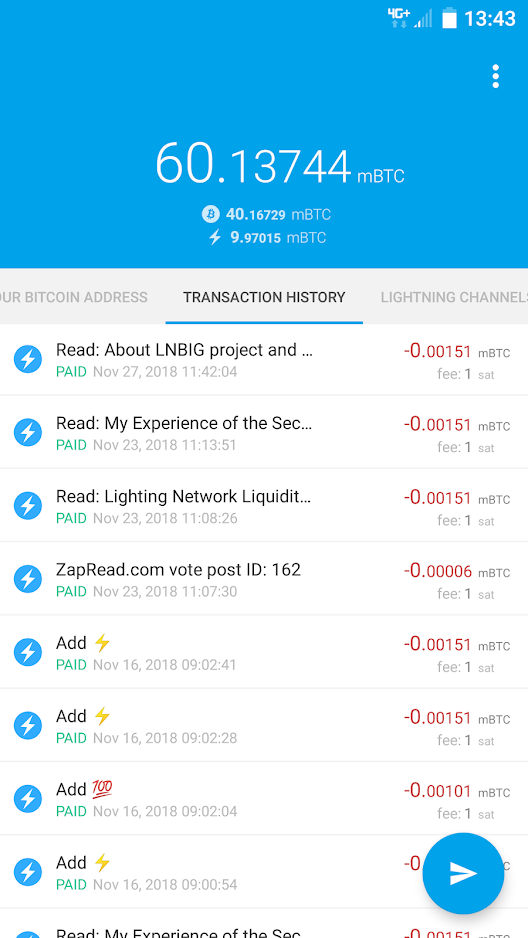 4G+ 13:43
60.13744 mBTC
40.16729 mBTC
9.97015 mBTC
UR BITCOIN ADDRESS TRANSACTION HISTORY LIGHTNING CHANNELS
Read: About LNBIG project and ... -0.00151 mBTC
PAID Nov 27, 2018 11:42:04 fee: 1 sat
Read: My Experience of the Sec... -0.00151 mBTC
PAID Nov 23, 2018 11:13:51 fee: 1 sat
Read: Lighting Network Liquidit... -0.00151 mBTC
PAID Nov 23, 2018 11:08:26 fee: 1 sat
ZapRead.com vote post ID: 162 -0.00006 mBTC
PAID Nov 23, 2018 11:07:30 fee: 1 sat
Add ⚡ -0.00151 mBTC
PAID Nov 16, 2018 09:02:41 fee: 1 sat
Add ⚡ -0.00151 mBTC
PAID Nov 16, 2018 09:02:28 fee: 1 sat
Add 💯 -0.00101 mBTC
PAID Nov 16, 2018 09:02:04 fee: 1 sat
Add ⚡ -0
PAID Nov 16, 2018 09:00:54
Read: My Experience of the Sec... -0.00151 mBTC